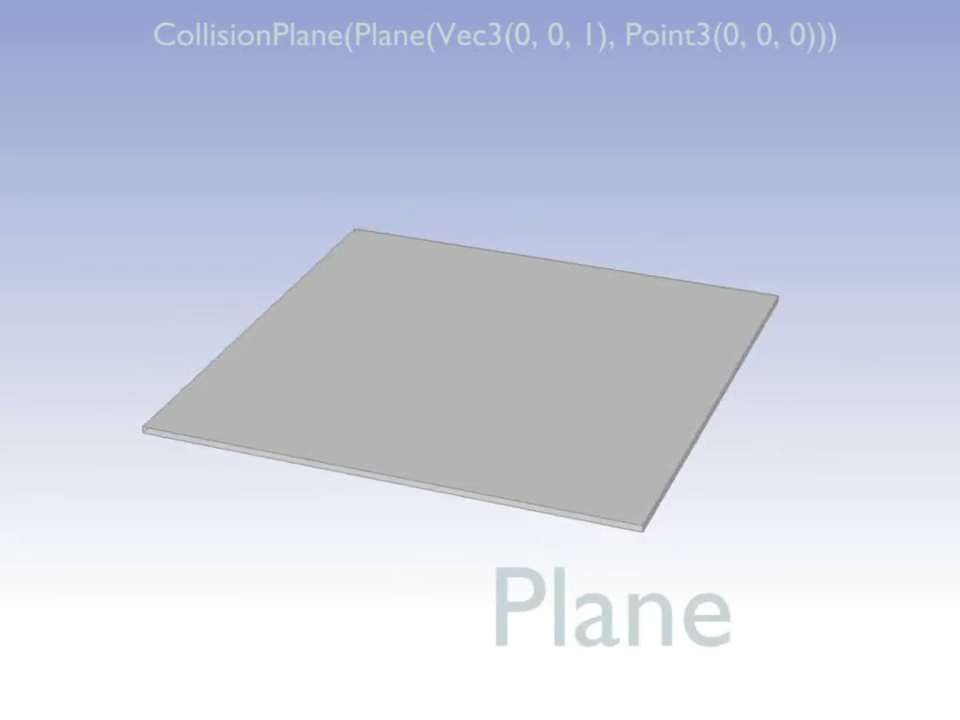 CollisionPlane(Plane(Vec3(0, 0, 1), Point3(0, 0, 0)))
Plane